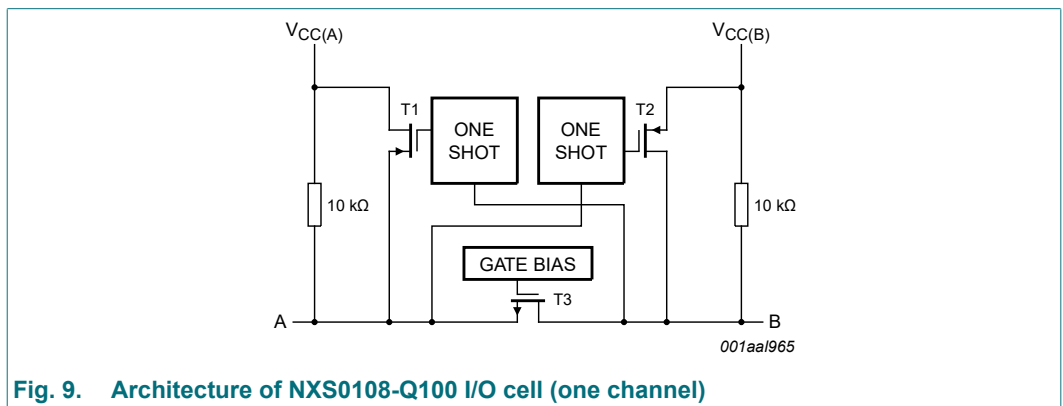 VCC(A)
VCC(B)
T1
ONE
SHOT
ONE
SHOT
T2
10 kΩ
10 kΩ
GATE BIAS
T3
A
B
001aal965
Fig. 9. Architecture of NXS0108-Q100 I/O cell (one channel)